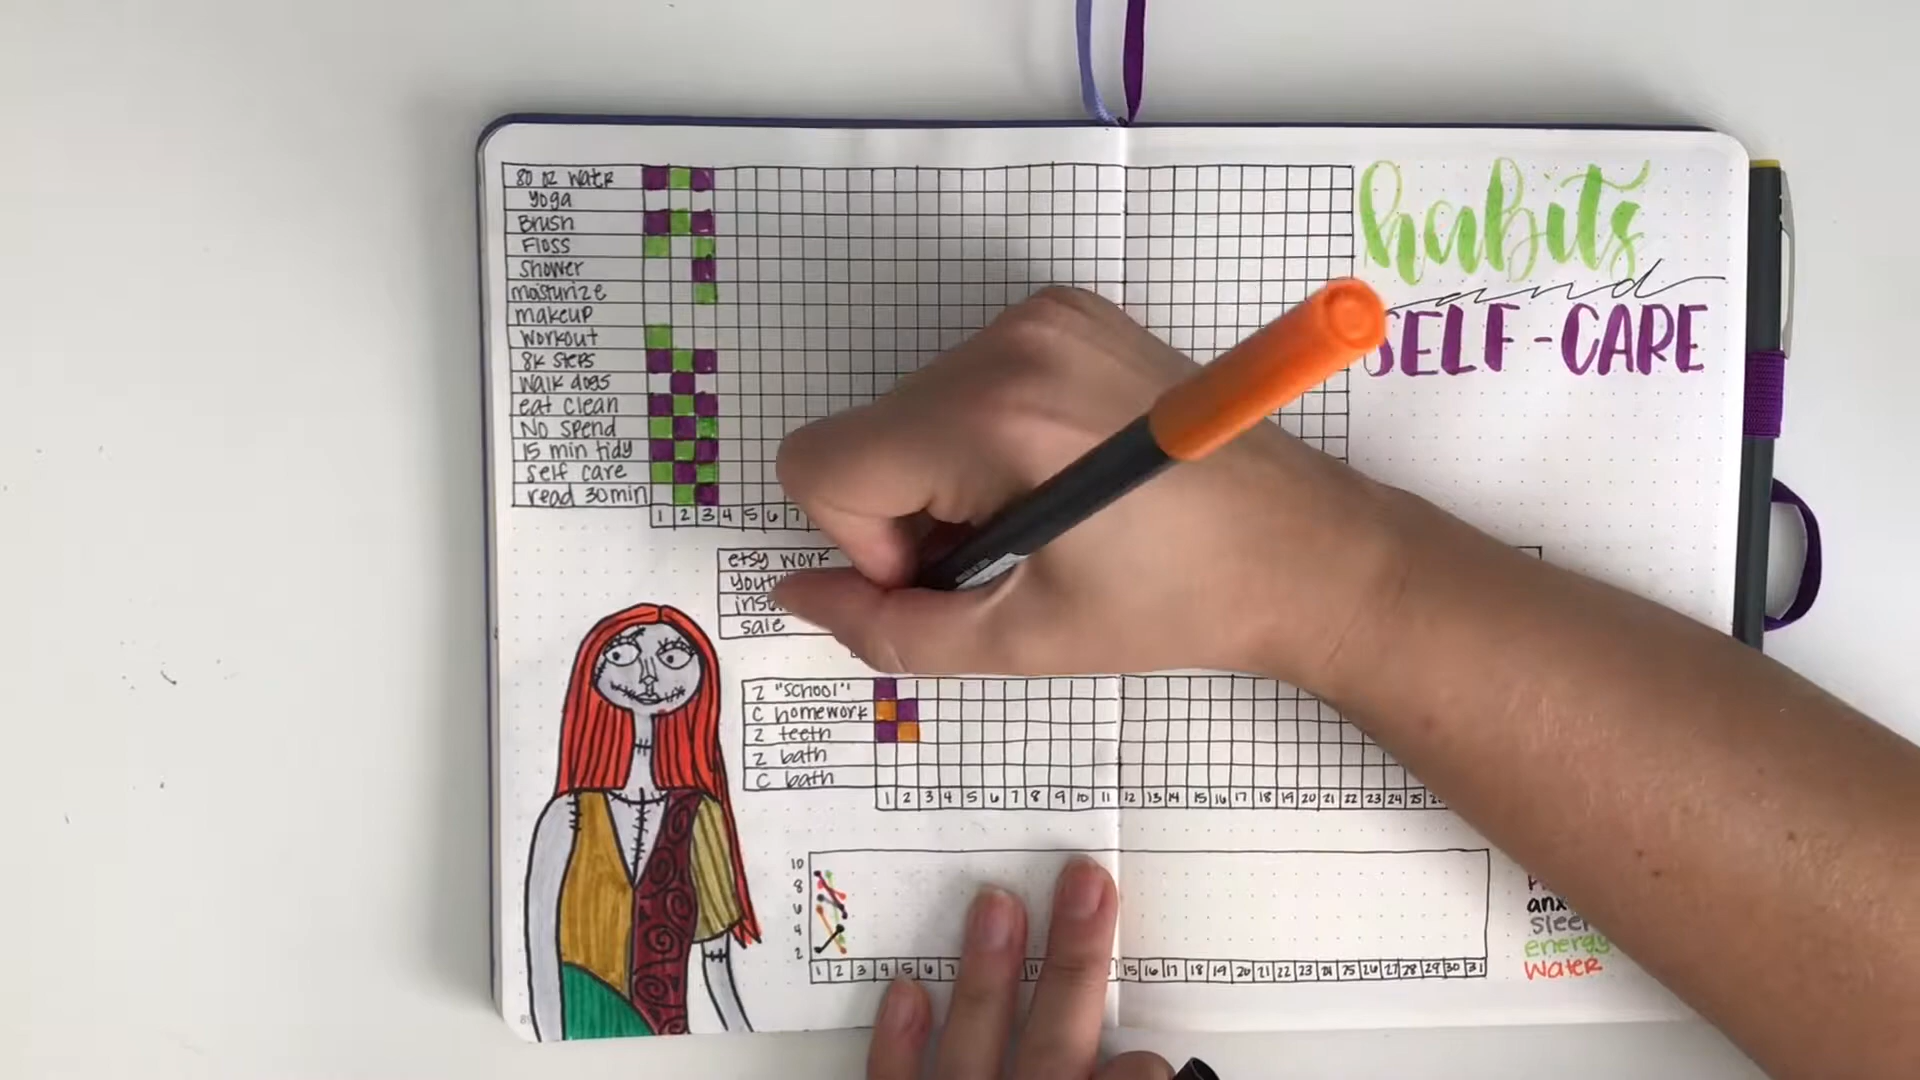 80 oz water
yoga
Brush
Floss
shower
moisturize
makeup
workout
8k steps
walk dogs
eat clean
No spend
15 min tidy
self care
read 30 min
1 2 3 4 5 6 7
habits
and
SELF-CARE
etsy work
sale
Z "school"
C homework
Z teeth
Z bath
C bath
1 2 3 4 5 6 7 8 9 10 11 12 13 14 15 16 17 18 19 20 21 22 23 24 25
10
8
6
4
2
1 2 3 4 5 6 7 11 15 16 17 18 19 20 21 22 23 24 25 26 27 28 29 30 31
energy
water